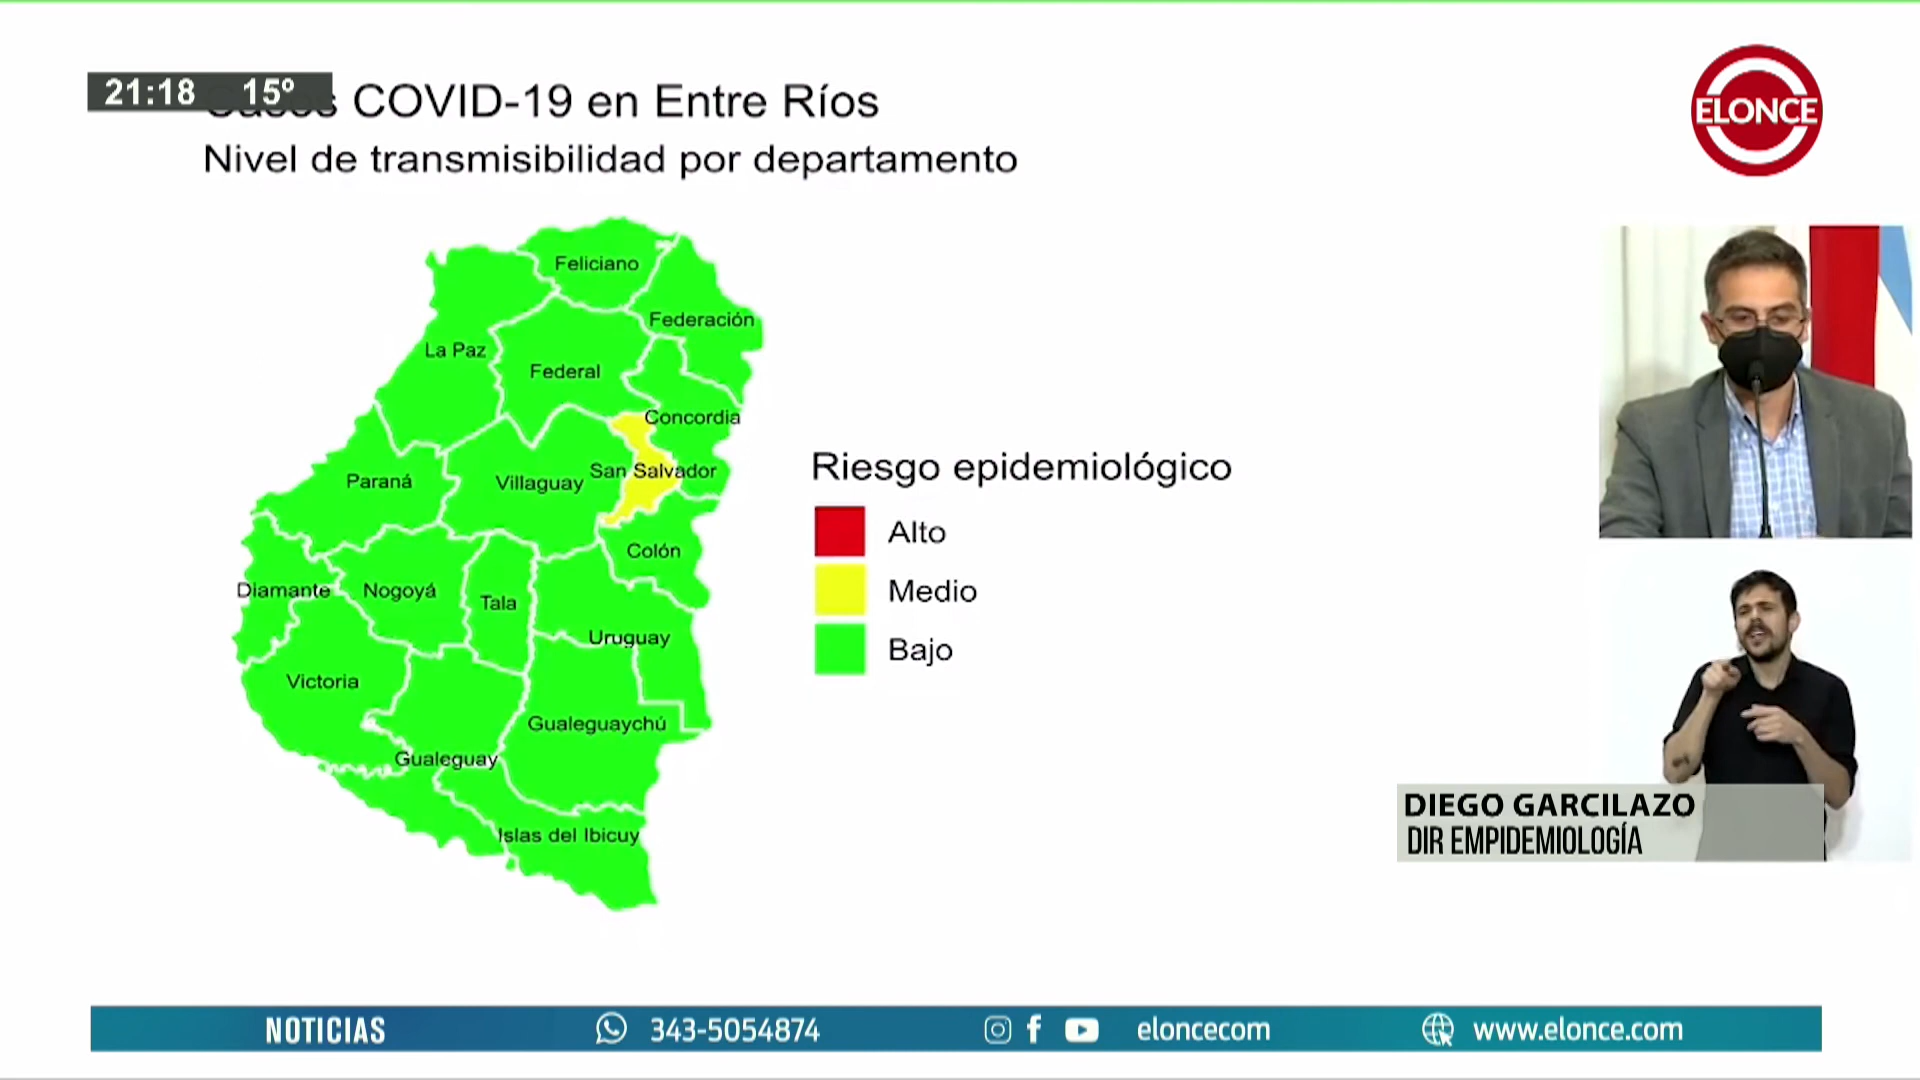 21:18 15º
COVID-19 en Entre Ríos
Nivel de transmisibilidad por departamento
ELONCE
Feliciano
Federación
La Paz
Federal
Concordia
San Salvador
Paraná
Villaguay
Colón
Diamante
Nogoyá
Tala
Uruguay
Victoria
Gualeguaychú
Gualeguay
Islas del Ibicuy
Riesgo epidemiológico
Alto
Medio
Bajo
DIEGO GARCILAZO
DIR EMPIDEMIOLOGÍA
NOTICIAS 343-5054874 eloncecom www.elonce.com